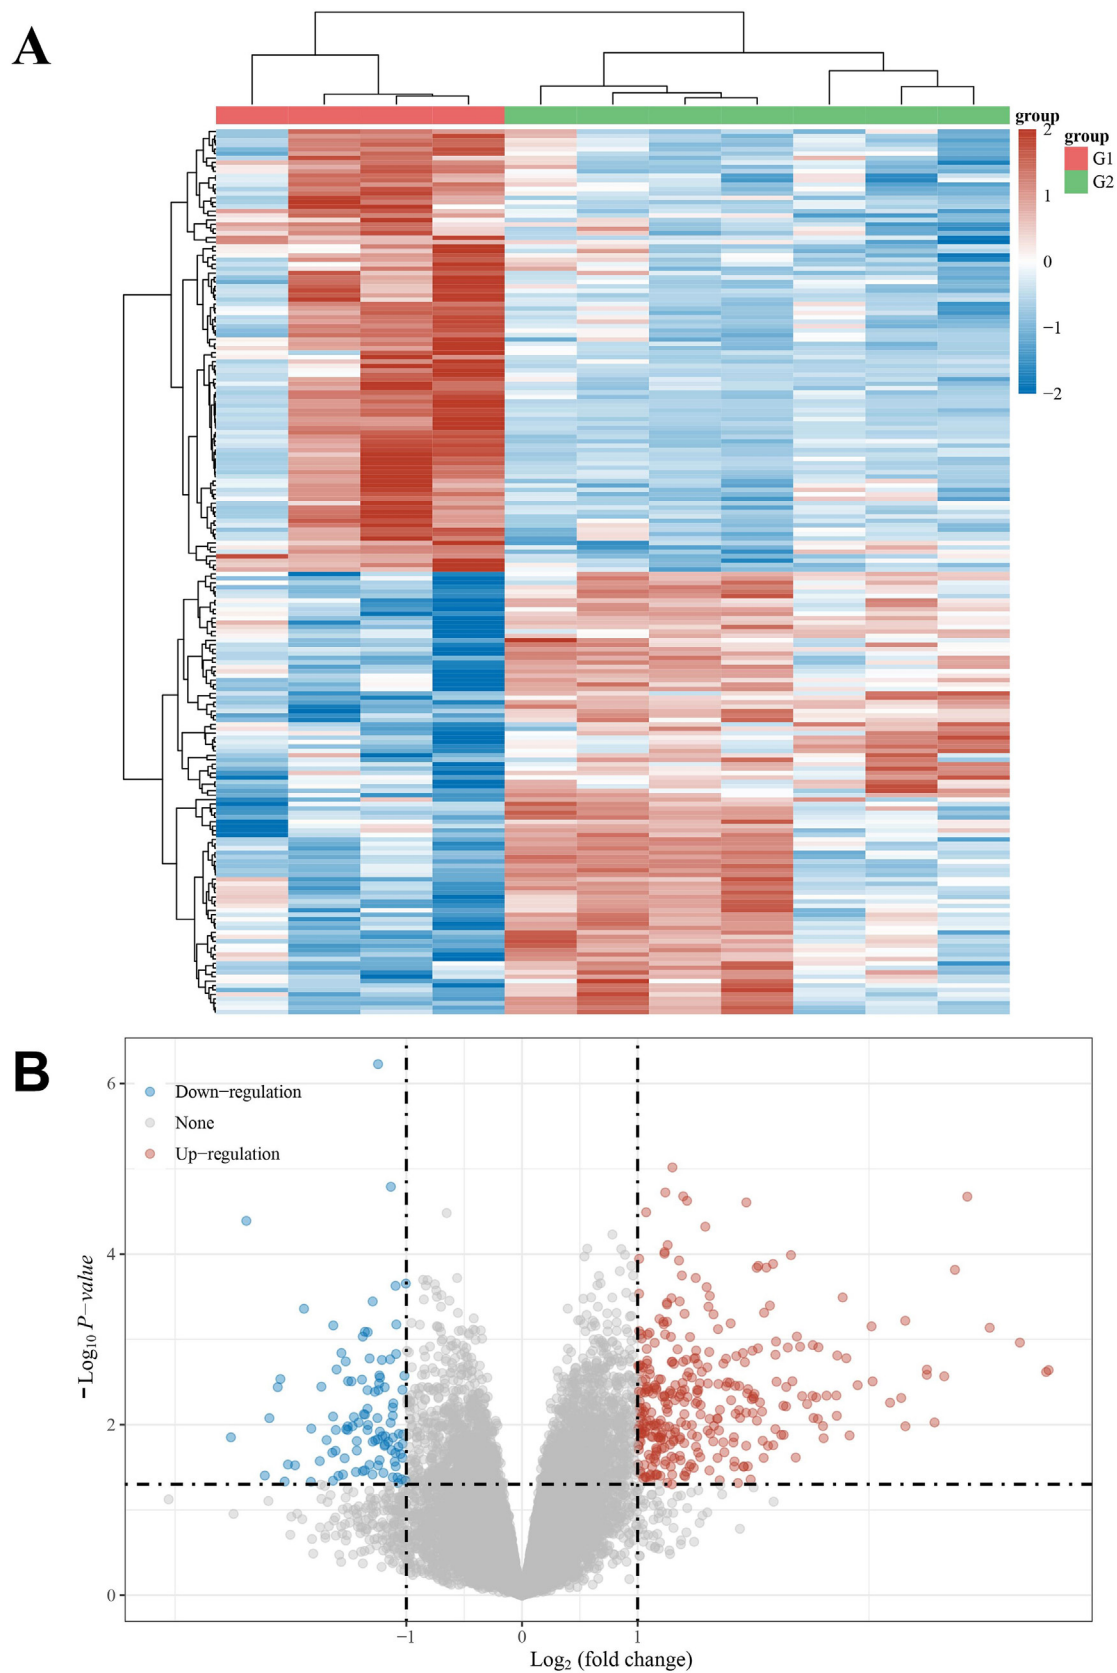 A
group
2
1
0
−1
−2
group
G1
G2
B
6
4
2
0
−Log10 P−value
Down−regulation
None
Up−regulation
−1
0
1
Log2 (fold change)